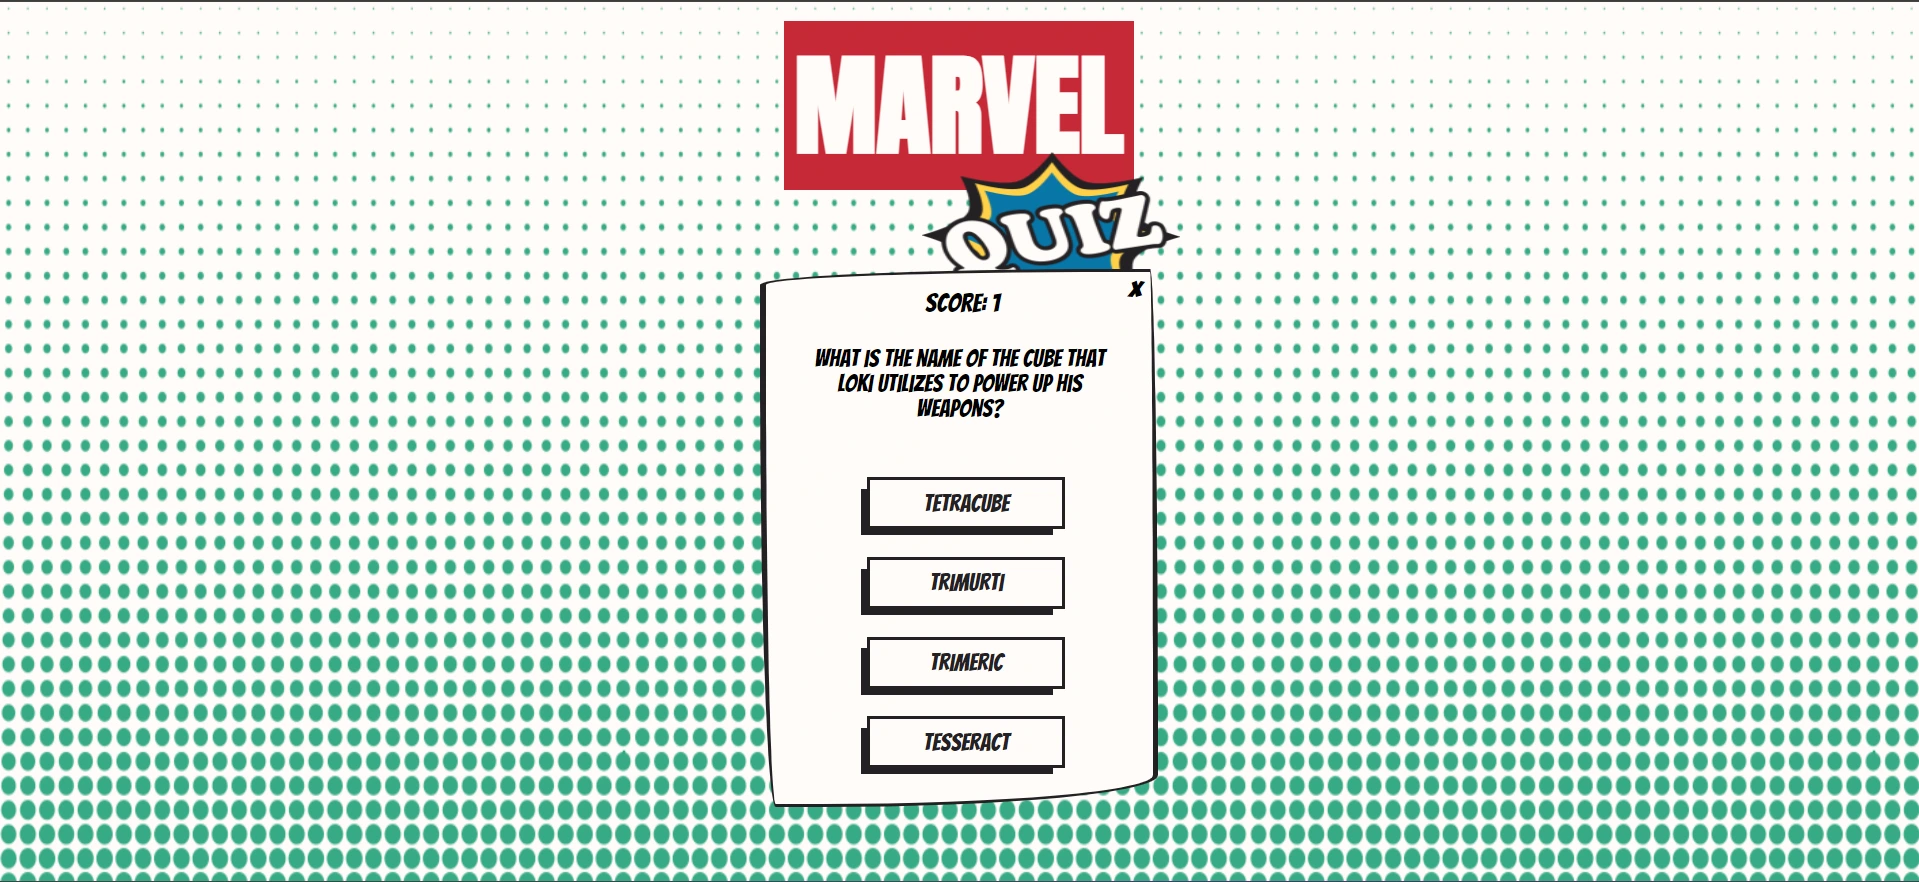 MARVEL
QUIZ
SCORE: 1
X
WHAT IS THE NAME OF THE CUBE THAT
LOKI UTILIZES TO POWER UP HIS
WEAPONS?
TETRACUBE
TRIMURTI
TRIMERIC
TESSERACT